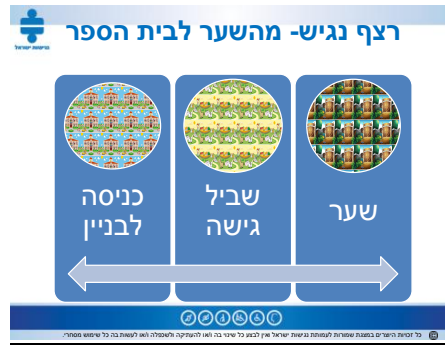 רצף נגיש- מהשער לבית הספר
נגישות ישראל
שער
שביל
גישה
כניסה
לבניין
כל זכויות היוצרים במצגת שמורות לעמותת נגישות ישראל ואין לבצע כל שינוי בה ו/או להעתיקה ולשכפלה ו/או לעשות בה כל שימוש מסחרי.